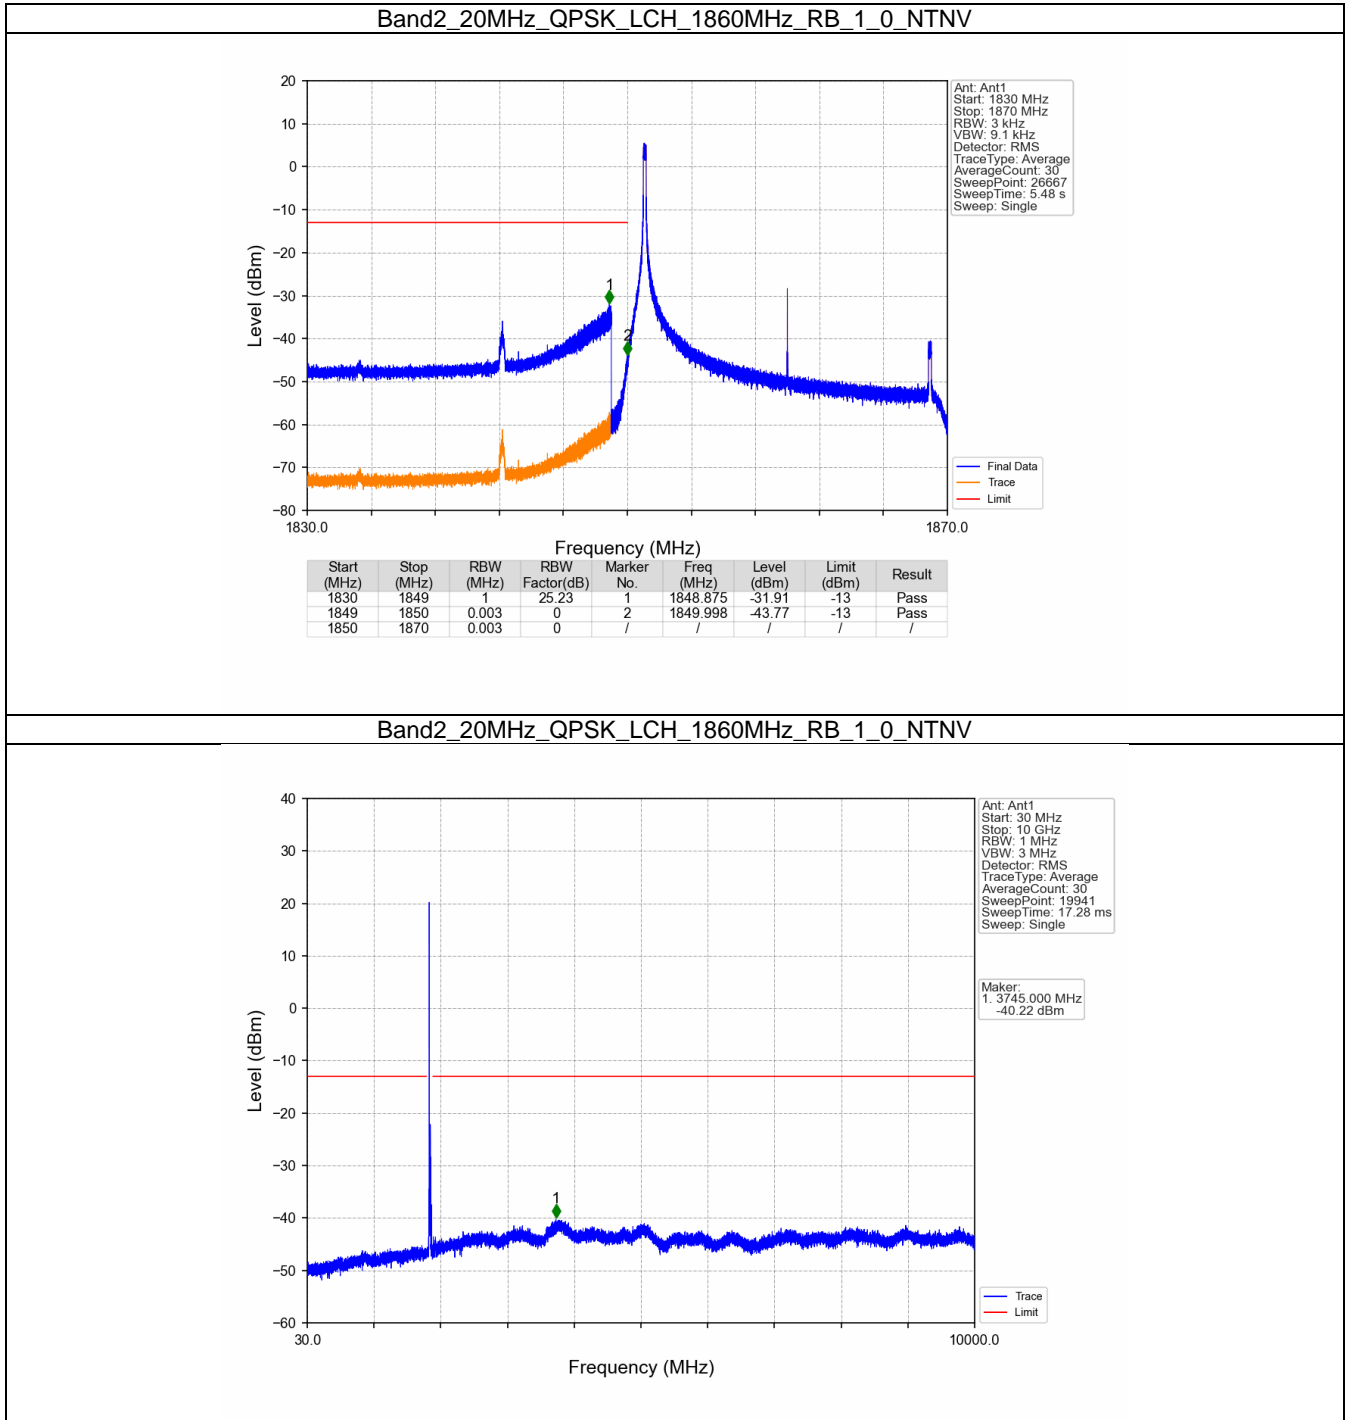 Band2_20MHz_QPSK_LCH_1860MHz_RB_1_0_NTNV
20
10
0
−10
−20
−30
−40
−50
−60
−70
−80
Level (dBm)
1
2
1830.0
1870.0
Frequency (MHz)
Ant: Ant1
Start: 1830 MHz
Stop: 1870 MHz
RBW: 3 kHz
VBW: 9.1 kHz
Detector: RMS
TraceType: Average
AverageCount: 30
SweepPoint: 26667
SweepTime: 5.48 s
Sweep: Single
Final Data
Trace
Limit
Start (MHz) Stop (MHz) RBW (MHz) RBW Factor(dB) Marker No. Freq (MHz) Level (dBm) Limit (dBm) Result
1830 1849 1 25.23 1 1848.875 -31.91 -13 Pass
1849 1850 0.003 0 2 1849.998 -43.77 -13 Pass
1850 1870 0.003 0 / / / / /
Band2_20MHz_QPSK_LCH_1860MHz_RB_1_0_NTNV
40
30
20
10
0
−10
−20
−30
−40
−50
−60
Level (dBm)
1
30.0
10000.0
Frequency (MHz)
Ant: Ant1
Start: 30 MHz
Stop: 10 GHz
RBW: 1 MHz
VBW: 3 MHz
Detector: RMS
TraceType: Average
AverageCount: 30
SweepPoint: 19941
SweepTime: 17.28 ms
Sweep: Single
Maker:
1. 3745.000 MHz
-40.22 dBm
Trace
Limit